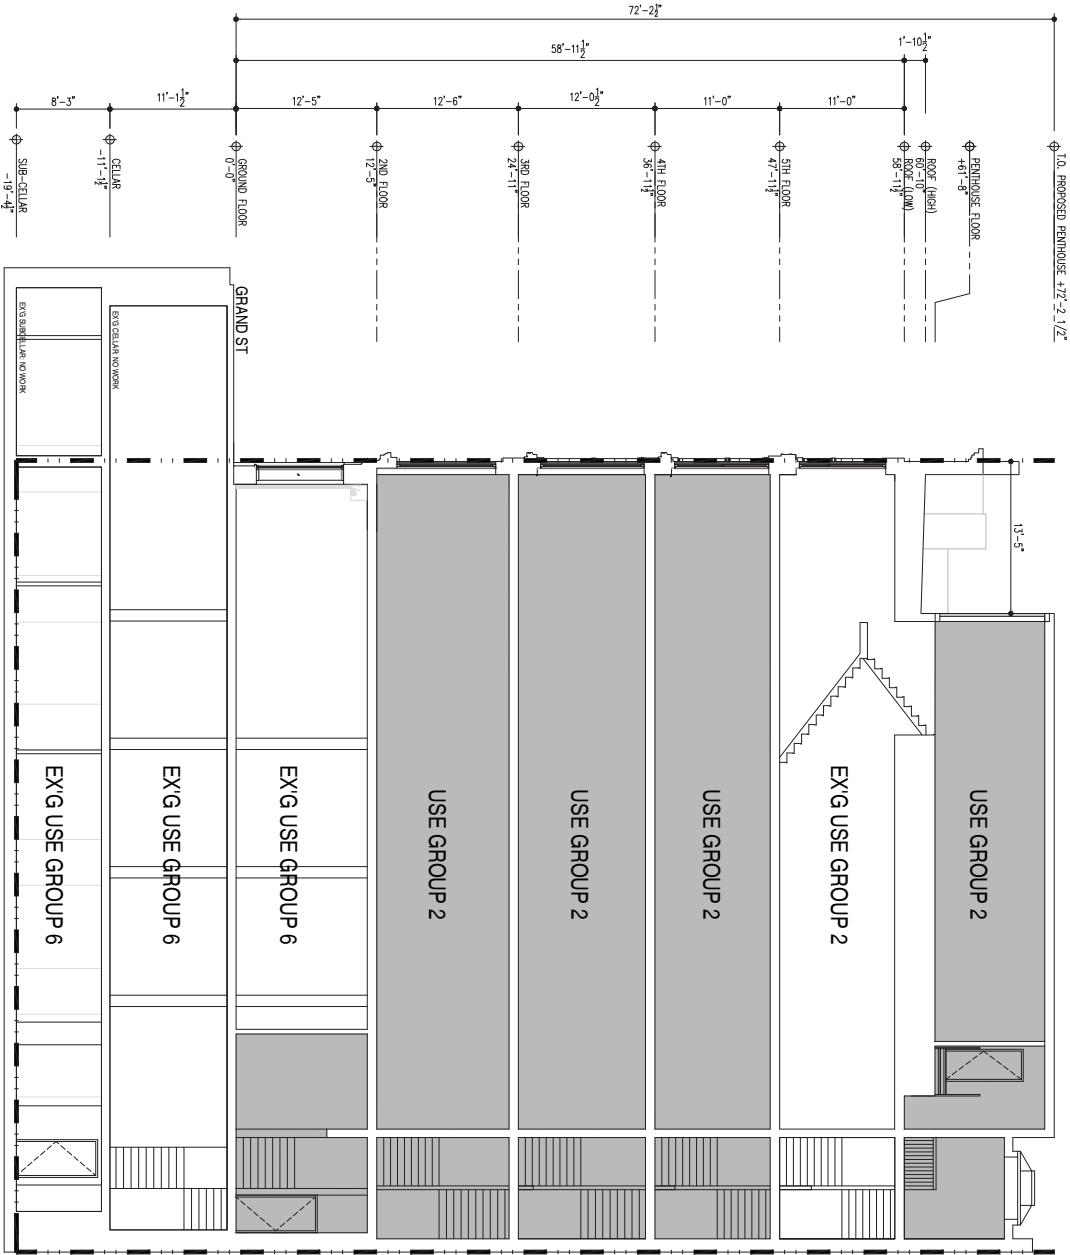 72'-2½"
58'-11½"
1'-10½"
8'-3"
11'-1½"
12'-5"
12'-6"
12'-0½"
11'-0"
11'-0"
SUB-CELLAR
-19'-4½"
CELLAR
-11'-1½"
GROUND FLOOR
0'-0"
2ND FLOOR
12'-5"
3RD FLOOR
24'-11"
4TH FLOOR
36'-11½"
5TH FLOOR
47'-11½"
ROOF (LOW)
58'-11½"
ROOF (HIGH)
60'-10"
PENTHOUSE FLOOR
+61'-8"
T.O. PROPOSED PENTHOUSE +72'-2 1/2"
GRAND ST
EX'G SUBCELLAR: NO WORK
EX'G CELLAR: NO WORK
13'-5"
EX'G USE GROUP 6
EX'G USE GROUP 6
EX'G USE GROUP 6
USE GROUP 2
USE GROUP 2
USE GROUP 2
EX'G USE GROUP 2
USE GROUP 2